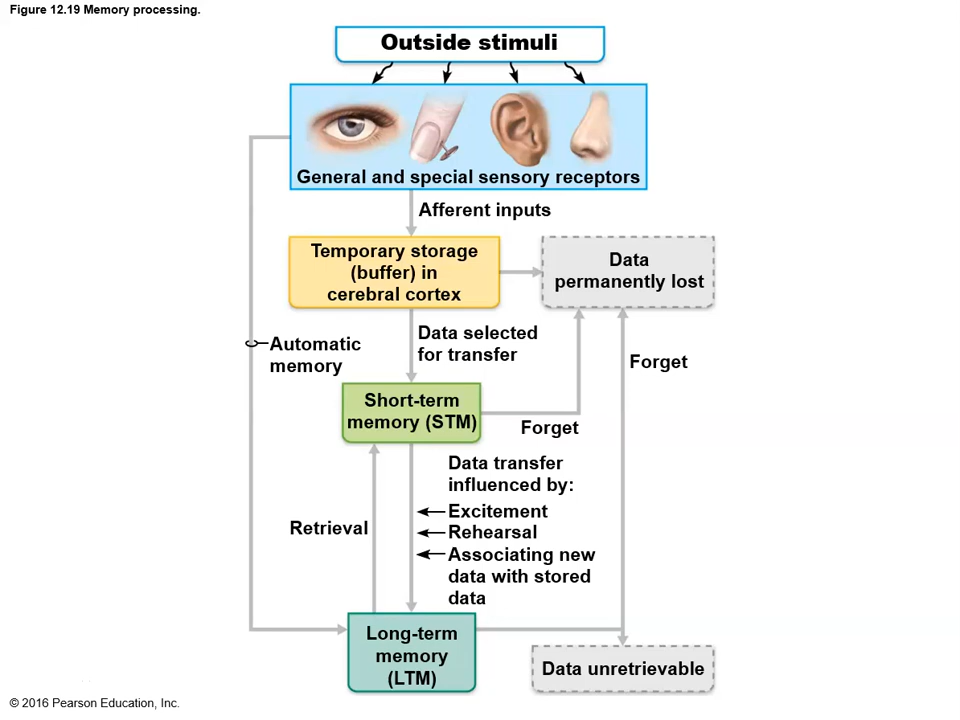 Figure 12.19 Memory processing.
Outside stimuli
General and special sensory receptors
Afferent inputs
Temporary storage
(buffer) in
cerebral cortex
Data
permanently lost
Data selected
for transfer
Automatic
memory
Forget
Short-term
memory (STM)
Forget
Data transfer
influenced by:
Excitement
Rehearsal
Associating new
data with stored
data
Retrieval
Long-term
memory
(LTM)
Data unretrievable
© 2016 Pearson Education, Inc.